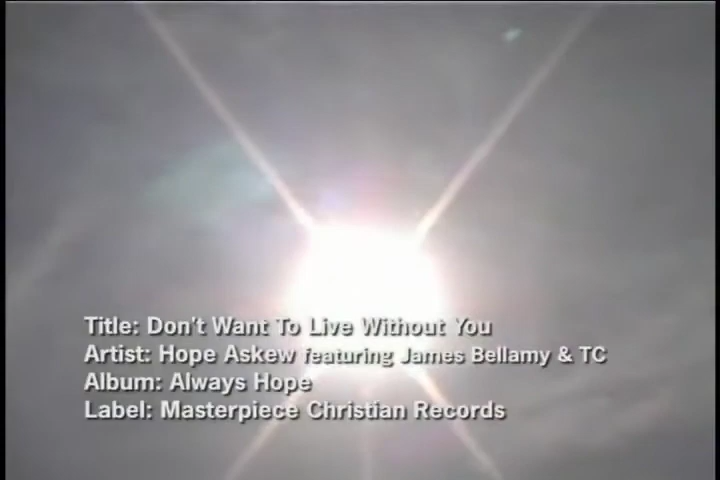 Title: Don't Want To Live Without You
Artist: Hope Askew featuring James Bellamy & TC
Album: Always Hope
Label: Masterpiece Christian Records